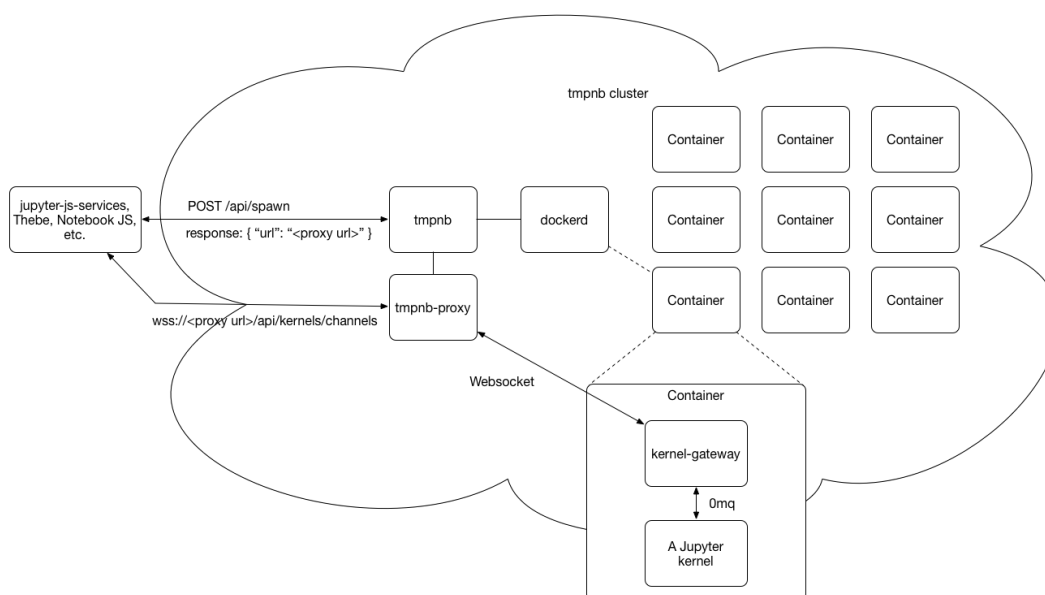 tmpnb cluster
Container
Container
Container
jupyter-js-services,
Thebe, Notebook JS,
etc.
POST /api/spawn
response: { “url”: “<proxy url>” }
tmpnb
dockerd
Container
Container
Container
tmpnb-proxy
wss://<proxy url>/api/kernels/channels
Container
Container
Container
Websocket
Container
kernel-gateway
0mq
A Jupyter
kernel